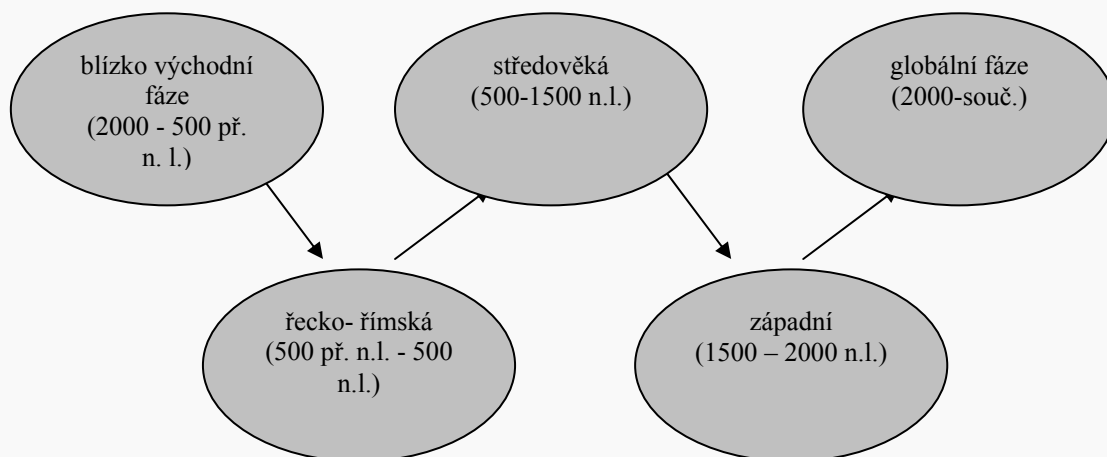 blízko východní
fáze
(2000 - 500 př.
n. l.)
středověká
(500-1500 n.l.)
globální fáze
(2000-souč.)
řecko- římská
(500 př. n.l. - 500
n.l.)
západní
(1500 – 2000 n.l.)